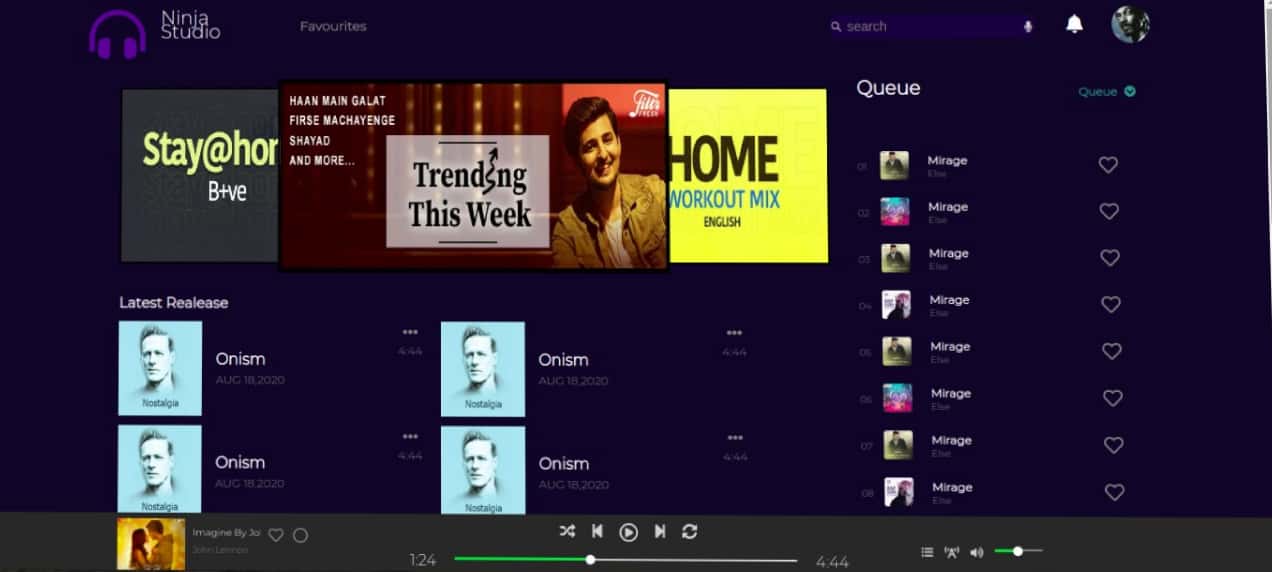 Ninja
Studio
Favourites
search
Stay@hor
B+ve
HAAN MAIN GALAT
FIRSE MACHAYENGE
SHAYAD
AND MORE...
Filtr
FRESH
Trending
This Week
HOME
WORKOUT MIX
ENGLISH
Queue
Queue
01
Mirage
Else
02
Mirage
Else
03
Mirage
Else
04
Mirage
Else
05
Mirage
Else
06
Mirage
Else
07
Mirage
Else
08
Mirage
Else
Latest Realease
Nostalgia
Onism
AUG 18,2020
4:44
Nostalgia
Onism
AUG 18,2020
4:44
Nostalgia
Onism
AUG 18,2020
4:44
Nostalgia
Onism
AUG 18,2020
4:44
Imagine By Jo
John Lennon
1:24
4:44